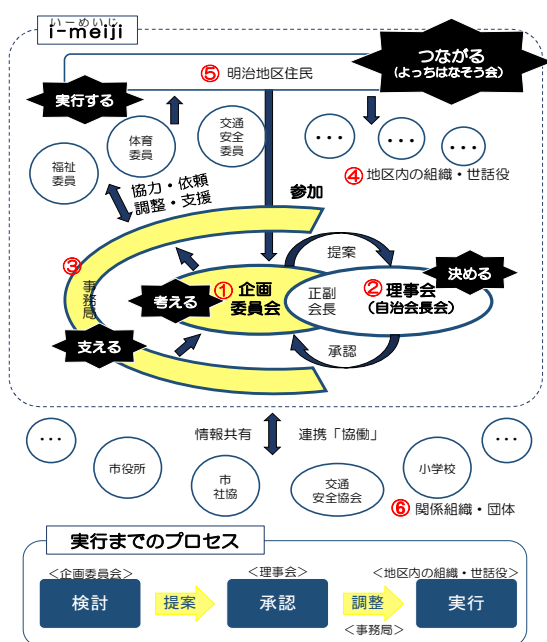 いーめいじ
i-meiji
つながる
(よっちはなそう会)
⑤ 明治地区住民
実行する
福祉
委員
体育
委員
交通
安全
委員
・・・
・・・
・・・
④ 地区内の組織・世話役
協力・依頼
調整・支援
参加
③
事務局
提案
決める
考える
① 企画
委員会
正副
会長
② 理事会
(自治会長会)
支える
承認
・・・
情報共有
連携「協働」
・・・
市役所
市
社協
交通
安全協会
小学校
⑥ 関係組織・団体
実行までのプロセス
＜企画委員会＞
＜理事会＞
＜地区内の組織・世話役＞
検討
提案
承認
調整
実行
＜事務局＞